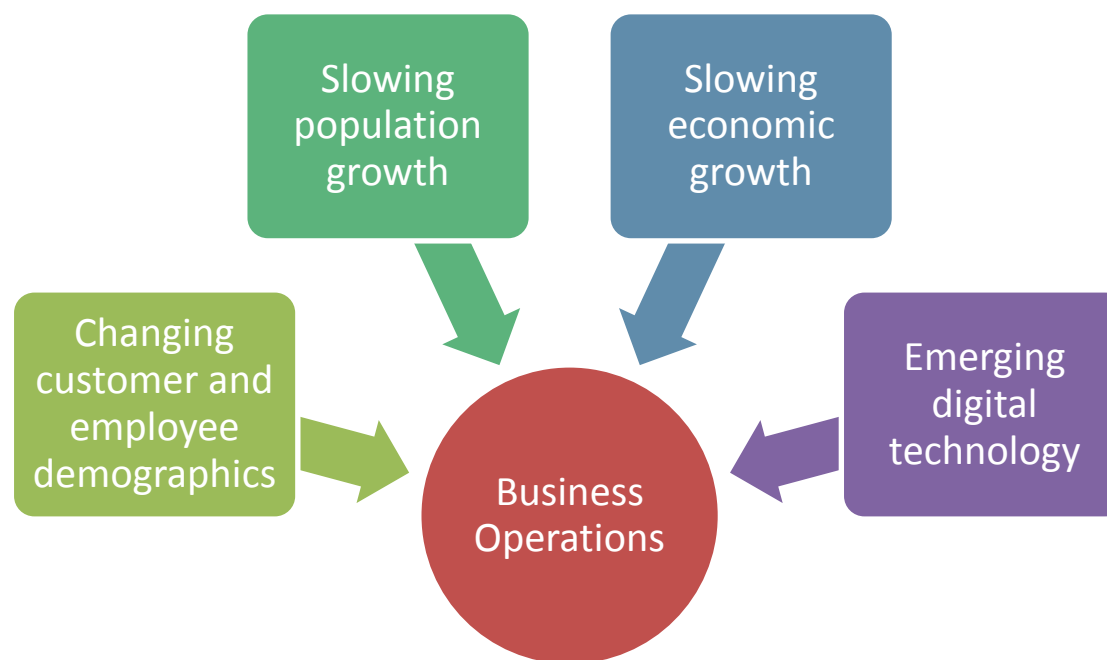 Slowing
population
growth
Slowing
economic
growth
Changing
customer and
employee
demographics
Emerging
digital
technology
Business
Operations